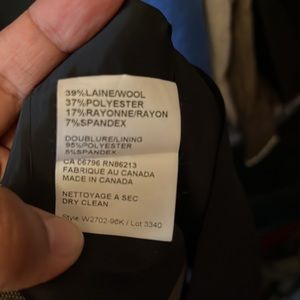 39%LAINE/WOOL
37%POLYESTER
17%RAYONNE/RAYON
7%SPANDEX
DOUBLURE/LINING
95%POLYESTER
5%SPANDEX
CA 06796 RN86213
FABRIQUE AU CANADA
MADE IN CANADA
NETTOYAGE A SEC
DRY CLEAN
Style W2702-96K / Lot 3340